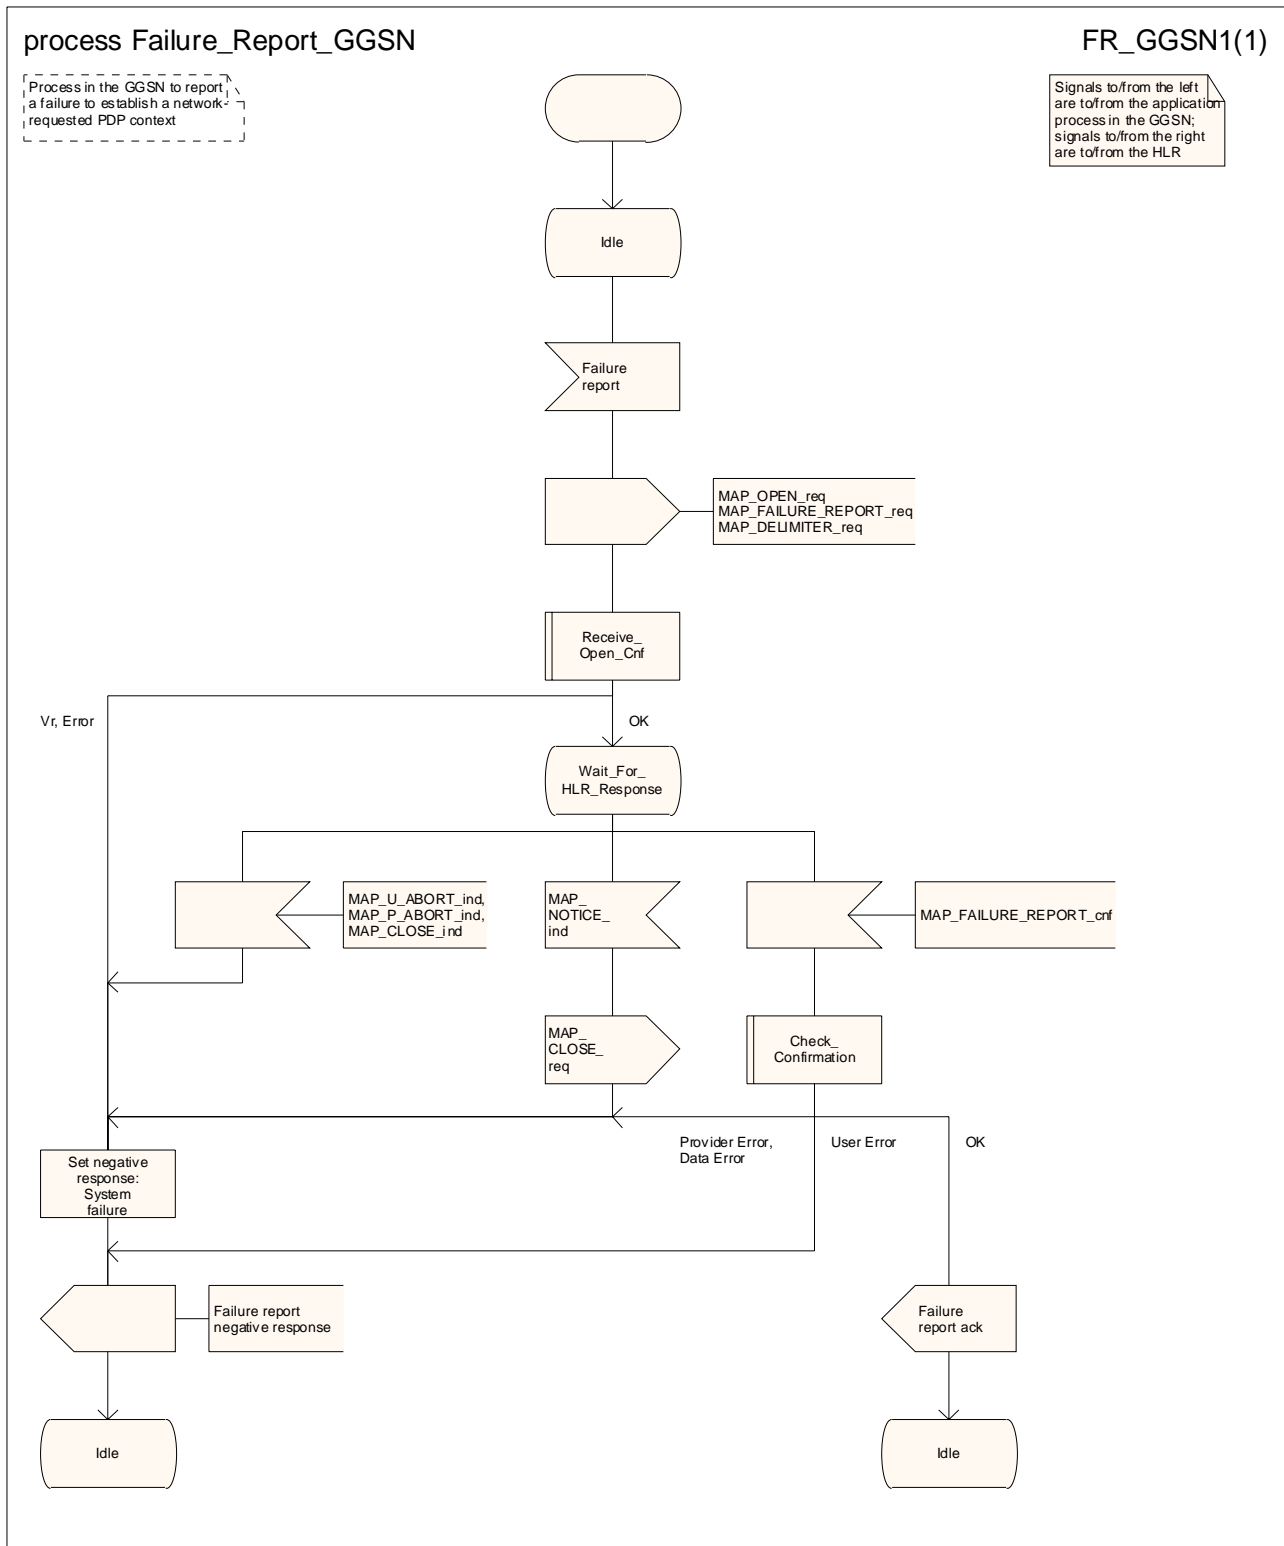 process Failure_Report_GGSN
FR_GGSN1(1)
Process in the GGSN to report
a failure to establish a network-
requested PDP context
Signals to/from the left
are to/from the application
process in the GGSN;
signals to/from the right
are to/from the HLR
Idle
Failure
report
MAP_OPEN_req
MAP_FAILURE_REPORT_req
MAP_DELIMITER_req
Receive_
Open_Cnf
Vr, Error
OK
Wait_For_
HLR_Response
MAP_U_ABORT_ind,
MAP_P_ABORT_ind,
MAP_CLOSE_ind
MAP_
NOTICE_
ind
MAP_FAILURE_REPORT_cnf
MAP_
CLOSE_
req
Check_
Confirmation
Provider Error,
Data Error
User Error
OK
Set negative
response:
System
failure
Failure report
negative response
Failure
report ack
Idle
Idle